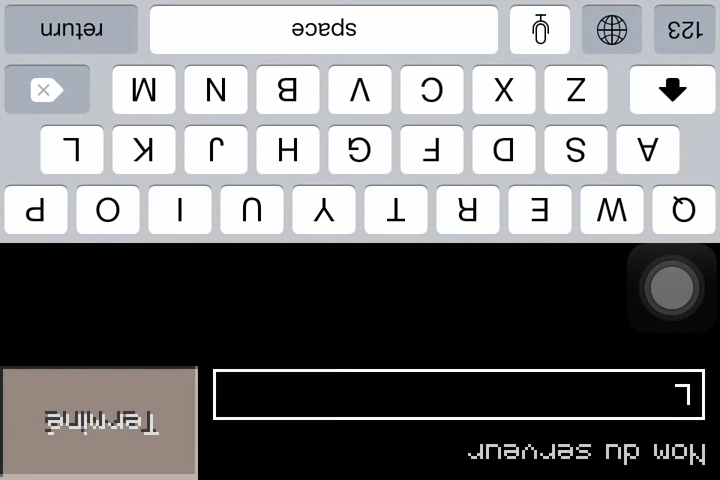 Nom du serveur
L
Terminé
Q W E R T Y U I O P
A S D F G H J K L
Z X C V B N M
123 space return